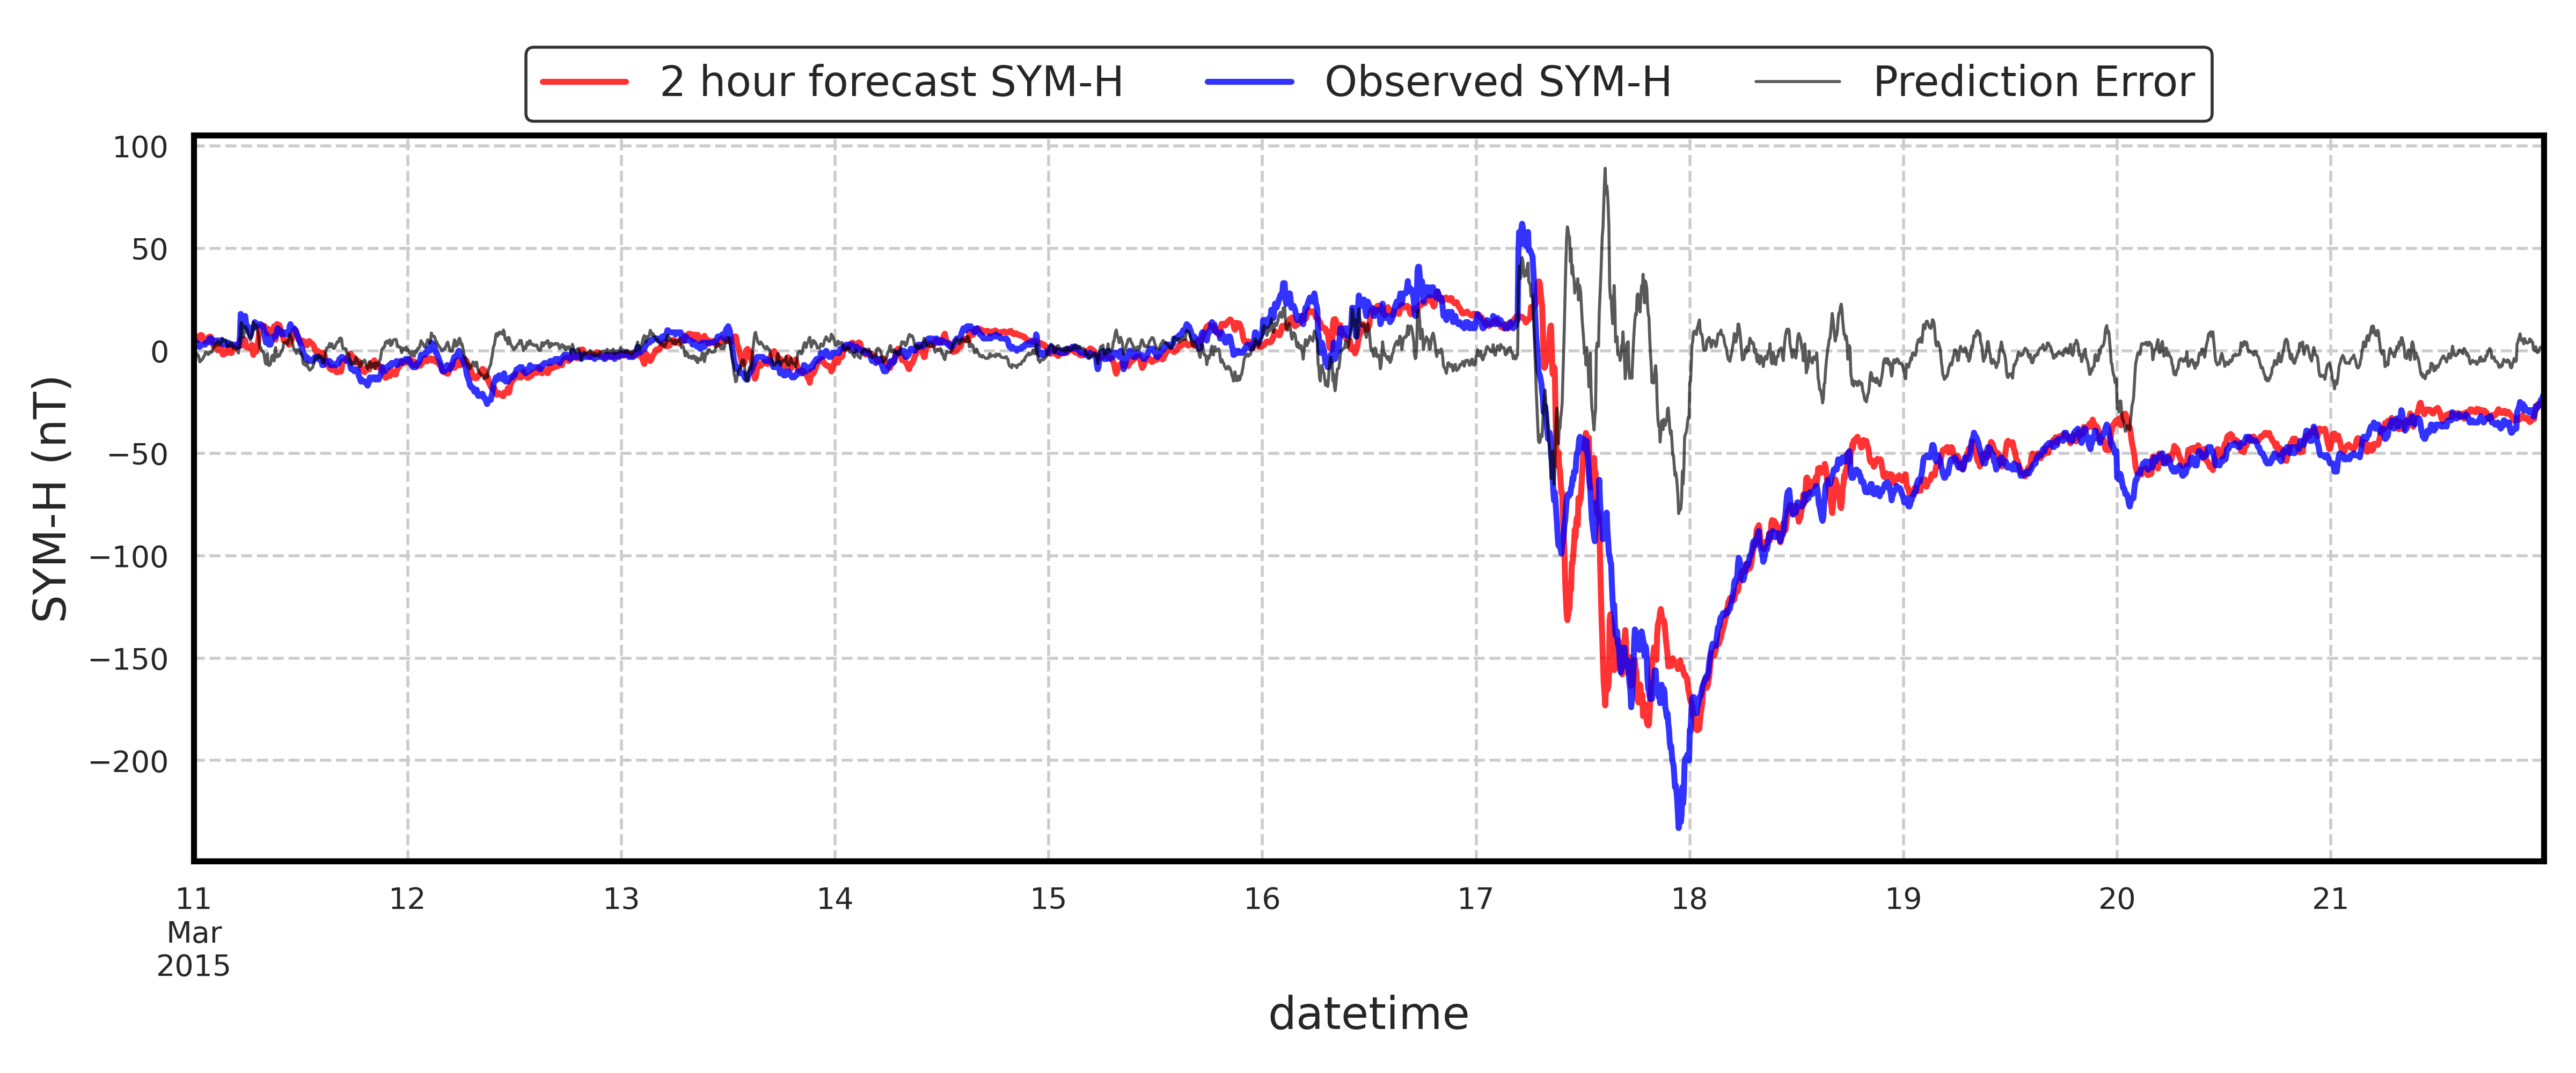 2 hour forecast SYM-H Observed SYM-H Prediction Error
100
50
0
−50
−100
−150
−200
SYM-H (nT)
11 12 13 14 15 16 17 18 19 20 21
Mar
2015
datetime